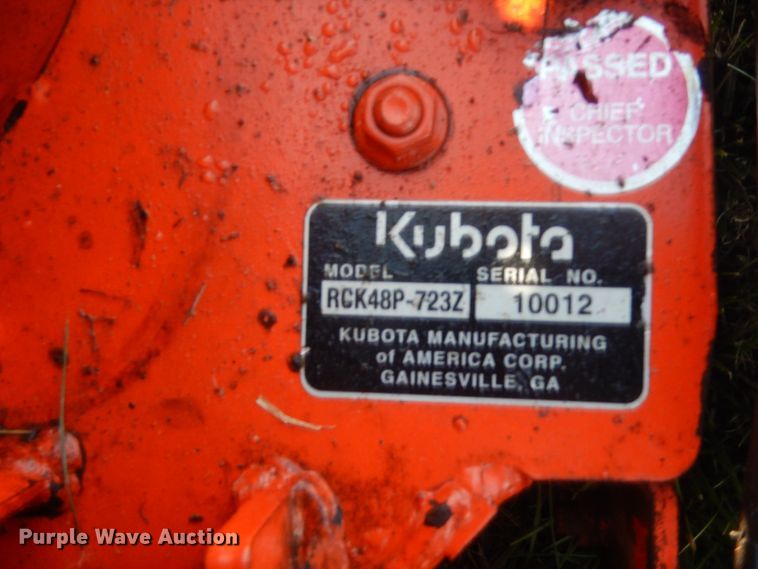 PASSED
CHIEF
INSPECTOR
Kubota
MODEL SERIAL NO.
RCK48P-723Z 10012
KUBOTA MANUFACTURING
of AMERICA CORP.
GAINESVILLE, GA
Purple Wave Auction